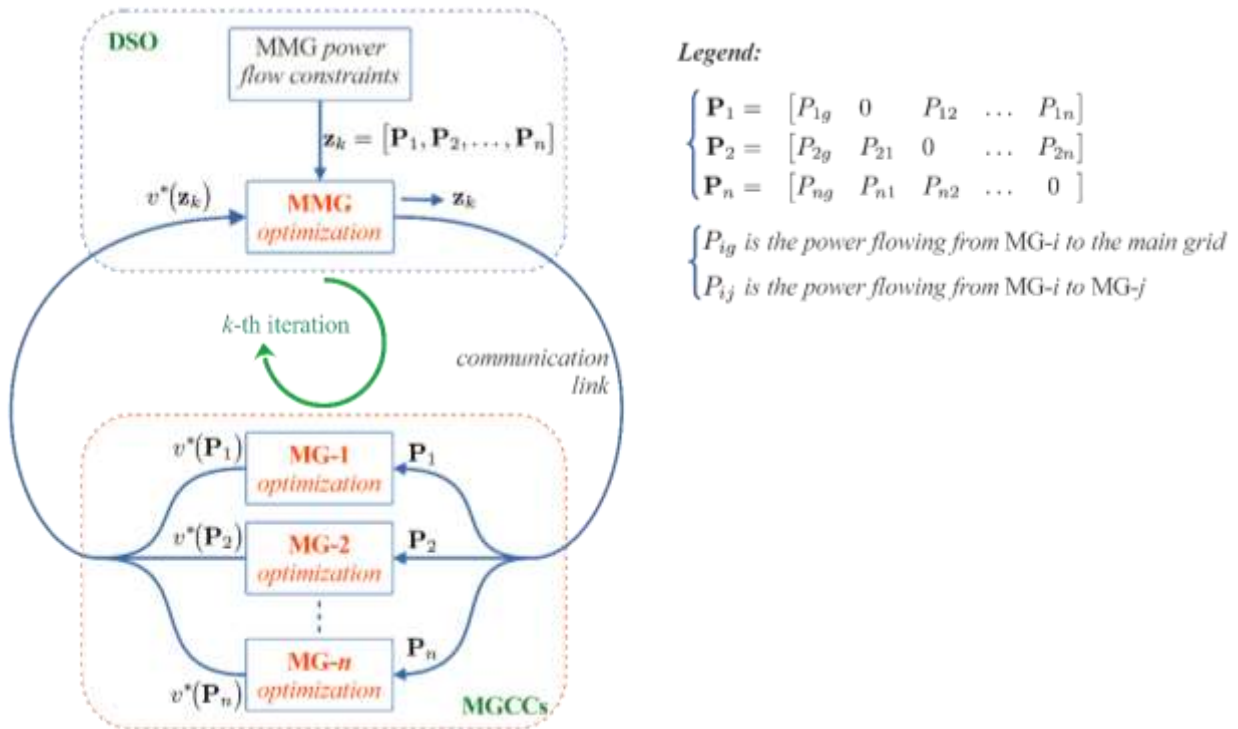 DSO
MMG power
flow constraints
z_k = [P_1, P_2, . . . , P_n]
v*(z_k)
MMG
optimization
z_k
k-th iteration
communication
link
v*(P_1)
MG-1
optimization
P_1
v*(P_2)
MG-2
optimization
P_2
v*(P_n)
MG-n
optimization
P_n
MGCCs
Legend:
P_1 = [P_1g 0 P_12 … P_1n]
P_2 = [P_2g P_21 0 … P_2n]
P_n = [P_ng P_n1 P_n2 … 0 ]
P_ig is the power flowing from MG-i to the main grid
P_ij is the power flowing from MG-i to MG-j